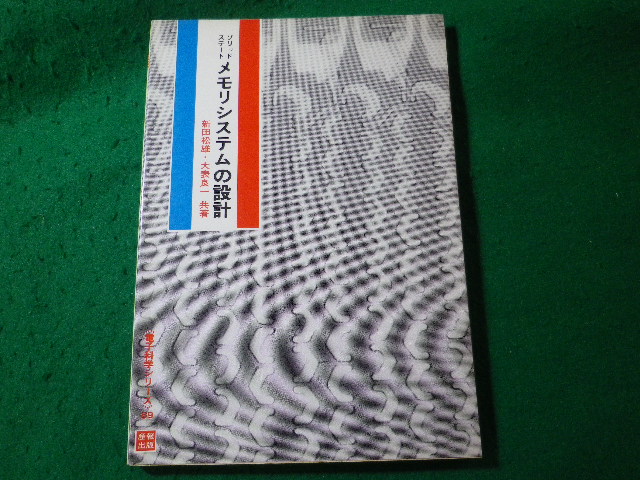 ソリッド
ステート
メモリシステムの設計
新田松雄・大表良一 共著
電子科学シリーズ
産報
出版